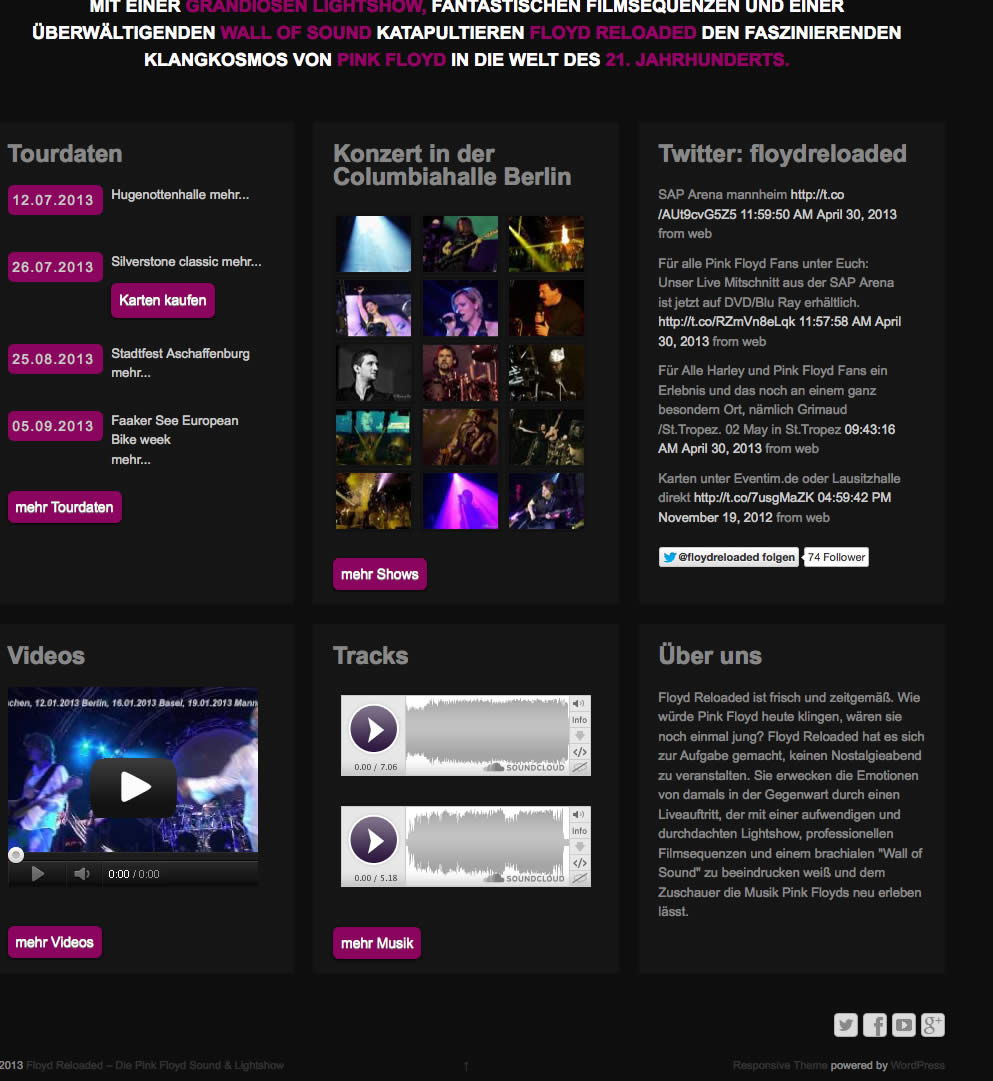 MIT EINER GRANDIOSEN LIGHTSHOW, FANTASTISCHEN FILMSEQUENZEN UND EINER
ÜBERWÄLTIGENDEN WALL OF SOUND KATAPULTIEREN FLOYD RELOADED DEN FASZINIERENDEN
KLANGKOSMOS VON PINK FLOYD IN DIE WELT DES 21. JAHRHUNDERTS.
Tourdaten
12.07.2013 Hugenottenhalle mehr...
26.07.2013 Silverstone classic mehr...
Karten kaufen
25.08.2013 Stadtfest Aschaffenburg
mehr...
05.09.2013 Faaker See European
Bike week
mehr...
mehr Tourdaten
Konzert in der
Columbiahalle Berlin
mehr Shows
Twitter: floydreloaded
SAP Arena mannheim http://t.co
/AUt9cvG5Z5 11:59:50 AM April 30, 2013
from web
Für alle Pink Floyd Fans unter Euch:
Unser Live Mitschnitt aus der SAP Arena
ist jetzt auf DVD/Blu Ray erhältlich.
http://t.co/RZmVn8eLqk 11:57:58 AM April
30, 2013 from web
Für Alle Harley und Pink Floyd Fans ein
Erlebnis und das noch an einem ganz
besondern Ort, nämlich Grimaud
/St.Tropez. 02 May in St.Tropez 09:43:16
AM April 30, 2013 from web
Karten unter Eventim.de oder Lausitzhalle
direkt http://t.co/7usgMaZK 04:59:42 PM
November 19, 2012 from web
@floydreloaded folgen 74 Follower
Videos
chen, 12.01.2013 Berlin, 16.01.2013 Basel, 19.01.2013 Mann
0:00 / 0:00
mehr Videos
Tracks
Info
0.00 / 7.06 SOUNDCLOUD
Info
0.00 / 5.18 SOUNDCLOUD
mehr Musik
Über uns
Floyd Reloaded ist frisch und zeitgemäß. Wie
würde Pink Floyd heute klingen, wären sie
noch einmal jung? Floyd Reloaded hat es sich
zur Aufgabe gemacht, keinen Nostalgieabend
zu veranstalten. Sie erwecken die Emotionen
von damals in der Gegenwart durch einen
Liveauftritt, der mit einer aufwendigen und
durchdachten Lightshow, professionellen
Filmsequenzen und einem brachialen "Wall of
Sound" zu beeindrucken weiß und dem
Zuschauer die Musik Pink Floyds neu erleben
lässt.
2013 Floyd Reloaded – Die Pink Floyd Sound & Lightshow ↑ Responsive Theme powered by WordPress